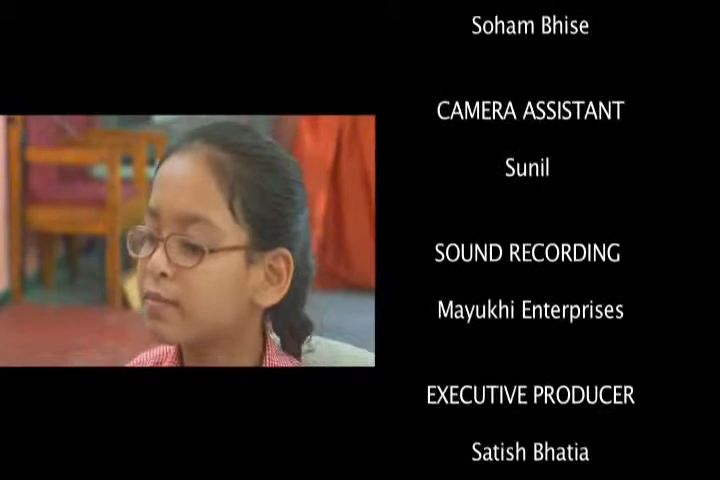 Soham Bhise
CAMERA ASSISTANT
Sunil
SOUND RECORDING
Mayukhi Enterprises
EXECUTIVE PRODUCER
Satish Bhatia